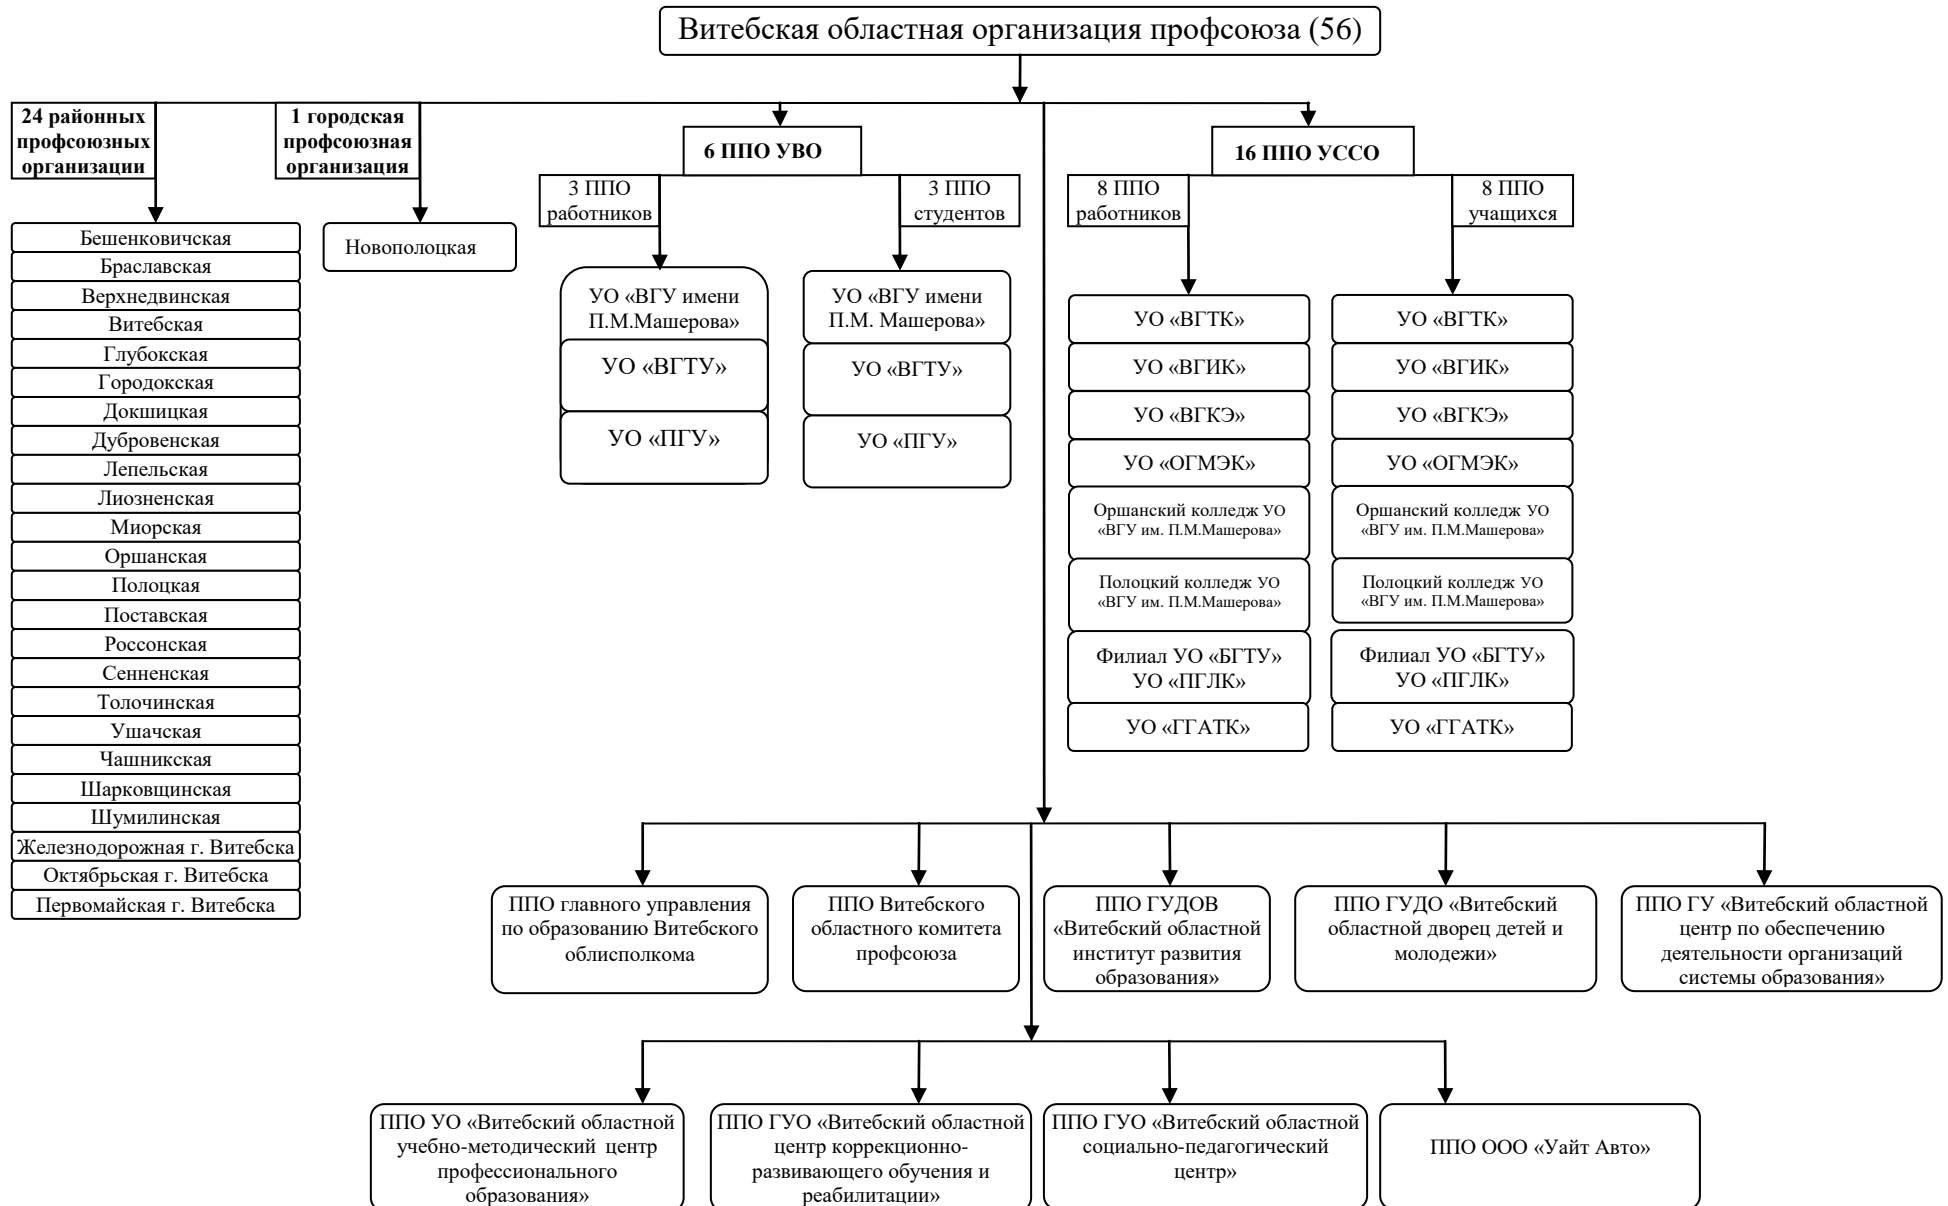 Витебская областная организация профсоюза (56)
24 районных
профсоюзных
организации
1 городская
профсоюзная
организация
6 ППО УВО
16 ППО УССО
3 ППО
работников
3 ППО
студентов
8 ППО
работников
8 ППО
учащихся
Бешенковичская
Браславская
Верхнедвинская
Витебская
Глубокская
Городокская
Докшицкая
Дубровенская
Лепельская
Лиозненская
Миорская
Оршанская
Полоцкая
Поставская
Россонская
Сенненская
Толочинская
Ушачская
Чашникская
Шарковщинская
Шумилинская
Железнодорожная г. Витебска
Октябрьская г. Витебска
Первомайская г. Витебска
Новополоцкая
УО «ВГУ имени
П.М.Машерова»
УО «ВГТУ»
УО «ПГУ»
УО «ВГУ имени
П.М. Машерова»
УО «ВГТУ»
УО «ПГУ»
УО «ВГТК»
УО «ВГИК»
УО «ВГКЭ»
УО «ОГМЭК»
Оршанский колледж УО
«ВГУ им. П.М.Машерова»
Полоцкий колледж УО
«ВГУ им. П.М.Машерова»
Филиал УО «БГТУ»
УО «ПГЛК»
УО «ГГАТК»
УО «ВГТК»
УО «ВГИК»
УО «ВГКЭ»
УО «ОГМЭК»
Оршанский колледж УО
«ВГУ им. П.М.Машерова»
Полоцкий колледж УО
«ВГУ им. П.М.Машерова»
Филиал УО «БГТУ»
УО «ПГЛК»
УО «ГГАТК»
ППО главного управления
по образованию Витебского
облисполкома
ППО Витебского
областного комитета
профсоюза
ППО ГУДОВ
«Витебский областной
институт развития
образования»
ППО ГУДО «Витебский
областной дворец детей и
молодежи»
ППО ГУ «Витебский областной
центр по обеспечению
деятельности организаций
системы образования»
ППО УО «Витебский областной
учебно-методический центр
профессионального
образования»
ППО ГУО «Витебский областной
центр коррекционно-
развивающего обучения и
реабилитации»
ППО ГУО «Витебский областной
социально-педагогический
центр»
ППО ООО «Уайт Авто»